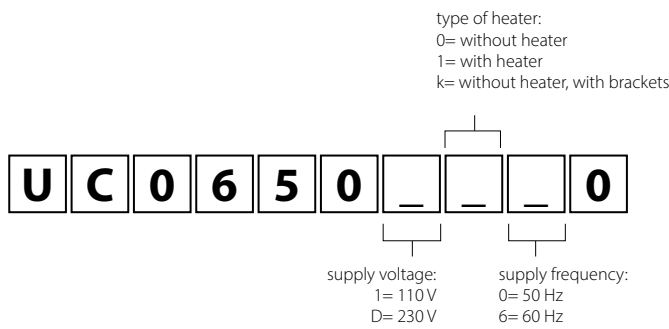 type of heater:
0= without heater
1= with heater
k= without heater, with brackets
U C 0 6 5 0 _ _ _ 0
supply voltage:
1= 110 V
D= 230 V
supply frequency:
0= 50 Hz
6= 60 Hz